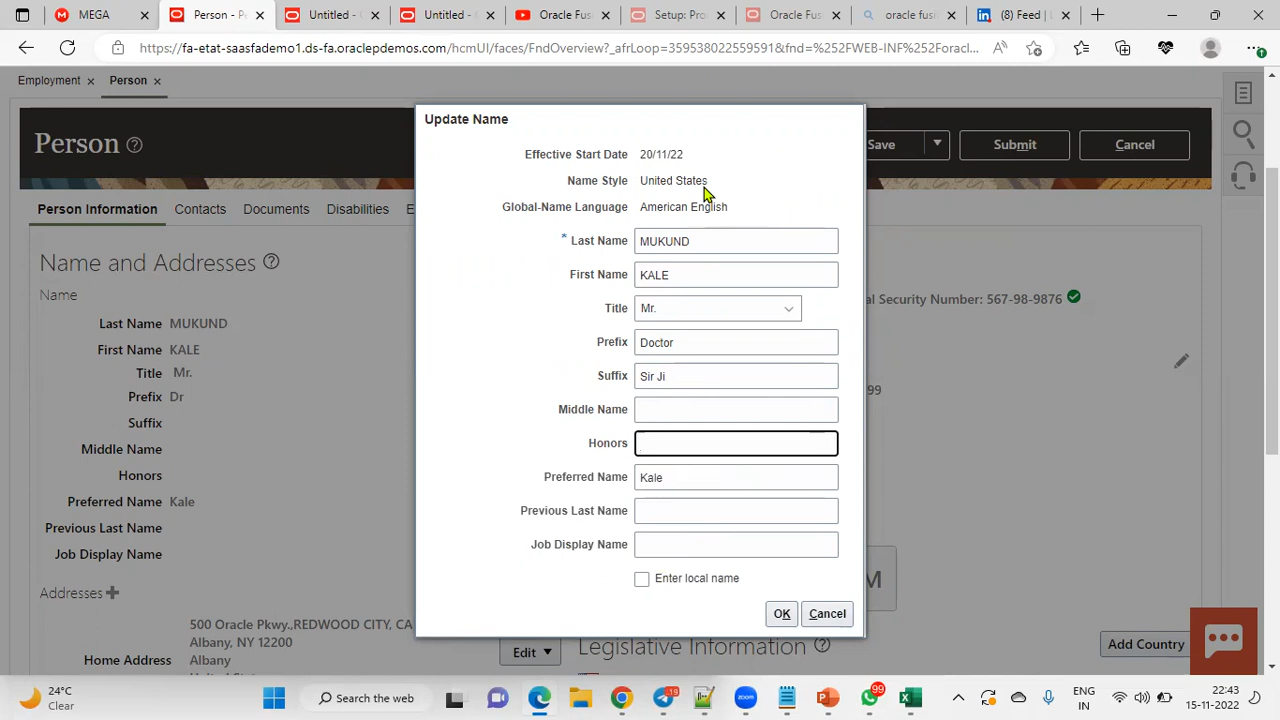 MEGA
Person - P
Untitled - (
Untitled - (
Oracle Fus
Setup: Pro
Oracle Fus
oracle fus
(8) Feed | L
https://fa-etat-saasfademo1.ds-fa.oraclepdemos.com/hcmUI/faces/FndOverview?_afrLoop=359538022559591&fnd=%252FWEB-INF%252Forac...
Employment
Person
Person
Save
Submit
Cancel
Person Information
Contacts
Documents
Disabilities
E
Name and Addresses
Name
Last Name MUKUND
First Name KALE
Title Mr.
Prefix Dr
Suffix
Middle Name
Honors
Preferred Name Kale
Previous Last Name
Job Display Name
Addresses
500 Oracle Pkwy.,REDWOOD CITY, CA
Albany, NY 12200
Home Address Albany
Edit
al Security Number: 567-98-9876
99
M
Legislative Information
Add Country
Update Name
Effective Start Date 20/11/22
Name Style United States
Global-Name Language American English
* Last Name MUKUND
First Name KALE
Title Mr.
Prefix Doctor
Suffix Sir Ji
Middle Name
Honors
Preferred Name Kale
Previous Last Name
Job Display Name
Enter local name
OK
Cancel
24°C
Clear
Search the web
-19
zoom
99
ENG
IN
22:43
15-11-2022